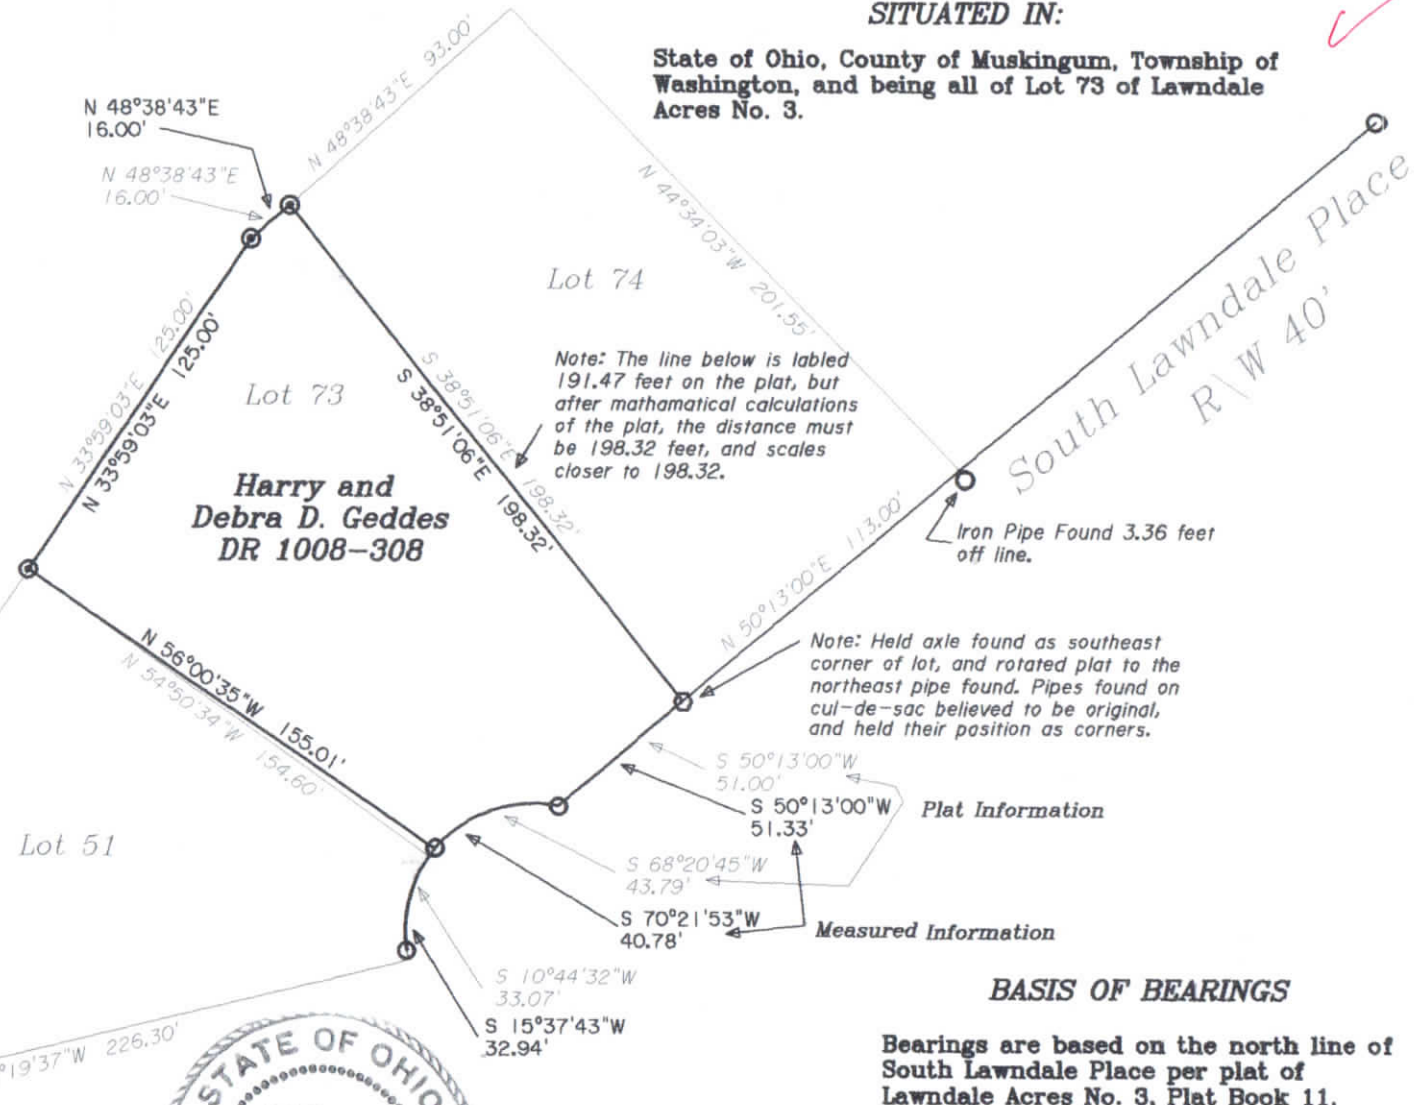 SITUATED IN:
State of Ohio, County of Muskingum, Township of
Washington, and being all of Lot 73 of Lawndale
Acres No. 3.
N 48°38'43"E 93.00'
N 48°38'43"E
16.00'
N 48°38'43"E
16.00'
N 44°34'03"W 201.55'
South Lawndale Place
R\W 40'
Lot 74
Lot 73
N 33°59'03"E 125.00'
N 33°59'03"E 125.00'
S 38°51'06"E 198.32'
S 38°51'06"E 198.32'
Note: The line below is labled
191.47 feet on the plat, but
after mathamatical calculations
of the plat, the distance must
be 198.32 feet, and scales
closer to 198.32.
Harry and
Debra D. Geddes
DR 1008-308
N 50°13'00"E 113.00'
Iron Pipe Found 3.36 feet
off line.
Note: Held axle found as southeast
corner of lot, and rotated plat to the
northeast pipe found. Pipes found on
cul-de-sac believed to be original,
and held their position as corners.
N 56°00'35"W 155.01'
N 54°50'34"W 154.60'
S 50°13'00"W
51.00'
S 50°13'00"W
51.33'
Plat Information
Lot 51
S 68°20'45"W
43.79'
S 70°21'53"W
40.78'
Measured Information
S 10°44'32"W
33.07'
S 15°37'43"W
32.94'
°19'37"W 226.30'
STATE OF OHIO
BASIS OF BEARINGS
Bearings are based on the north line of
South Lawndale Place per plat of
Lawndale Acres No. 3, Plat Book 11,